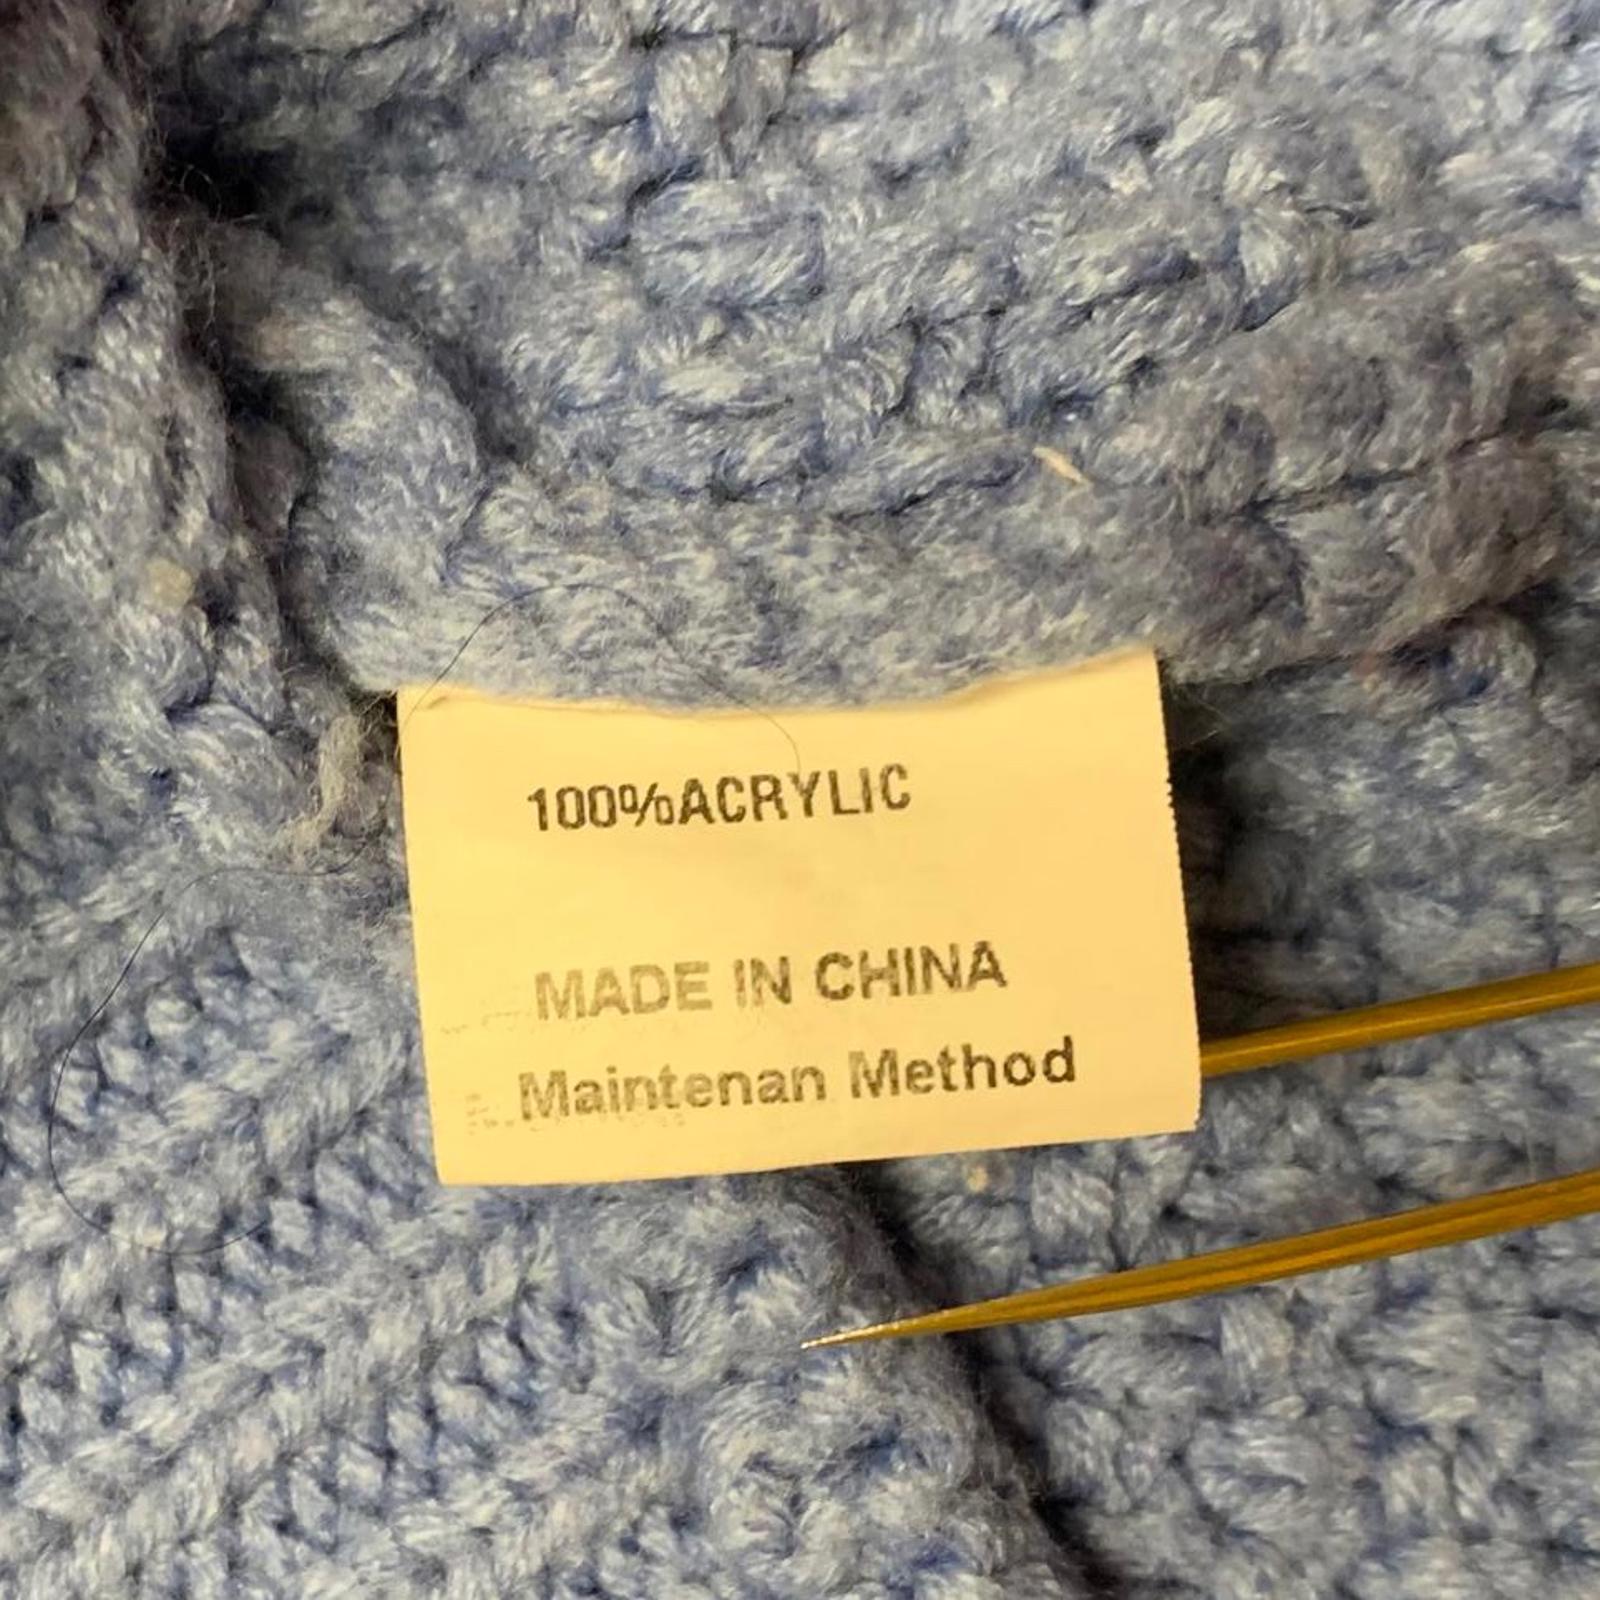 100%ACRYLIC
MADE IN CHINA
Maintenan Method